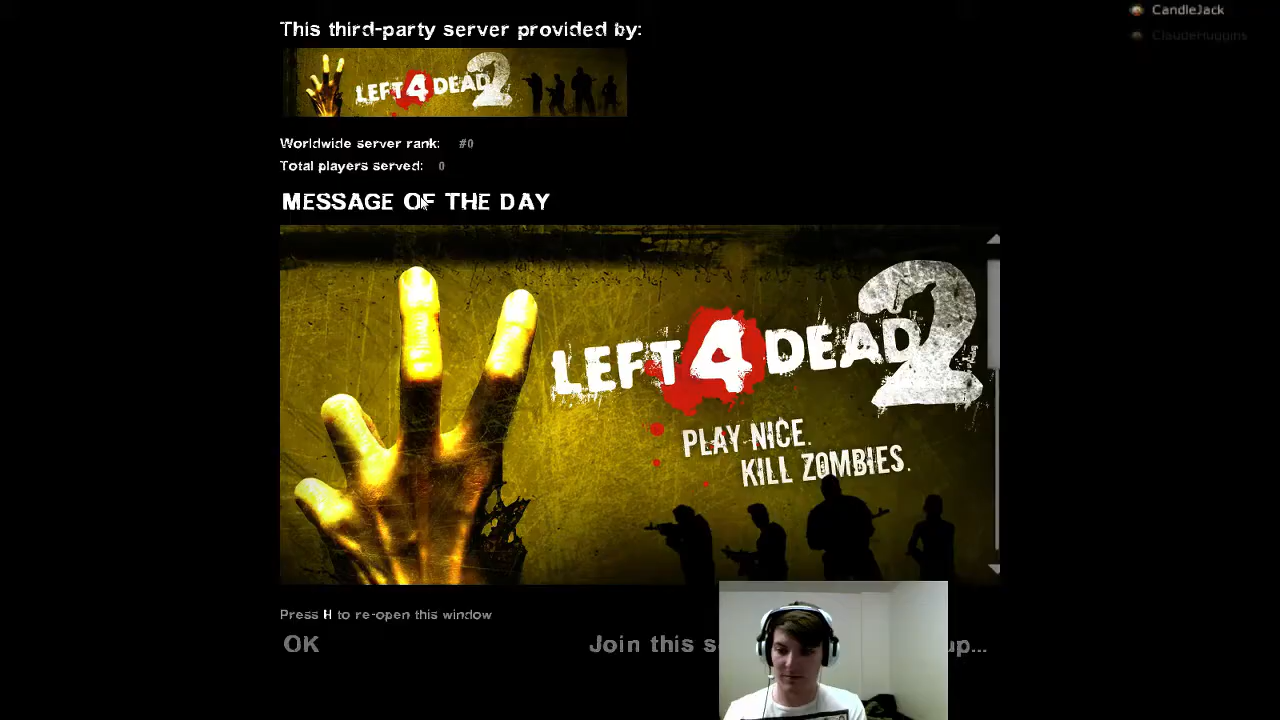 This third-party server provided by:
LEFT 4 DEAD 2
Worldwide server rank: #0
Total players served: 0
MESSAGE OF THE DAY
LEFT 4 DEAD 2
PLAY NICE.
KILL ZOMBIES.
Press H to re-open this window
OK
Join this s up...
CandleJack
ClaudeHuggins